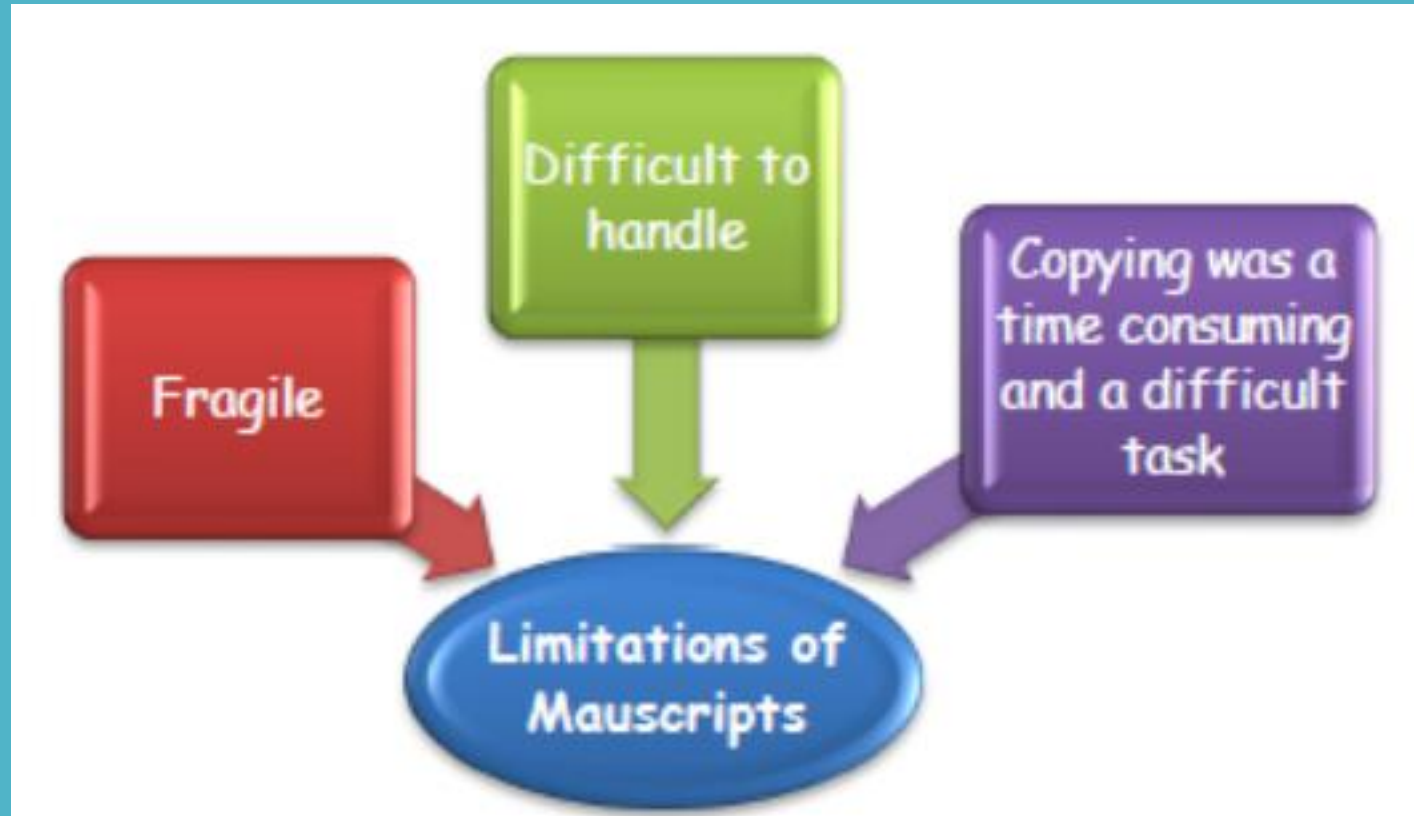 Difficult to
handle
Fragile
Copying was a
time consuming
and a difficult
task
Limitations of
Mauscripts